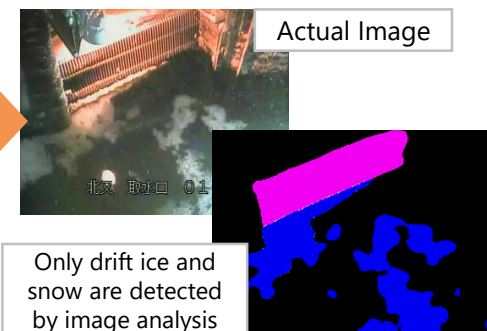 Actual Image
北又 取水口 01
Only drift ice and
snow are detected
by image analysis